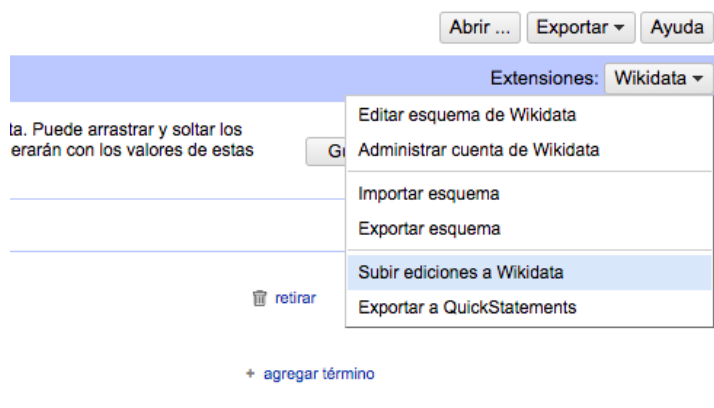 Abrir ... Exportar Ayuda
Extensiones: Wikidata
Editar esquema de Wikidata
Administrar cuenta de Wikidata
Importar esquema
Exportar esquema
Subir ediciones a Wikidata
Exportar a QuickStatements
ta. Puede arrastrar y soltar los
erarán con los valores de estas
retirar
+ agregar término